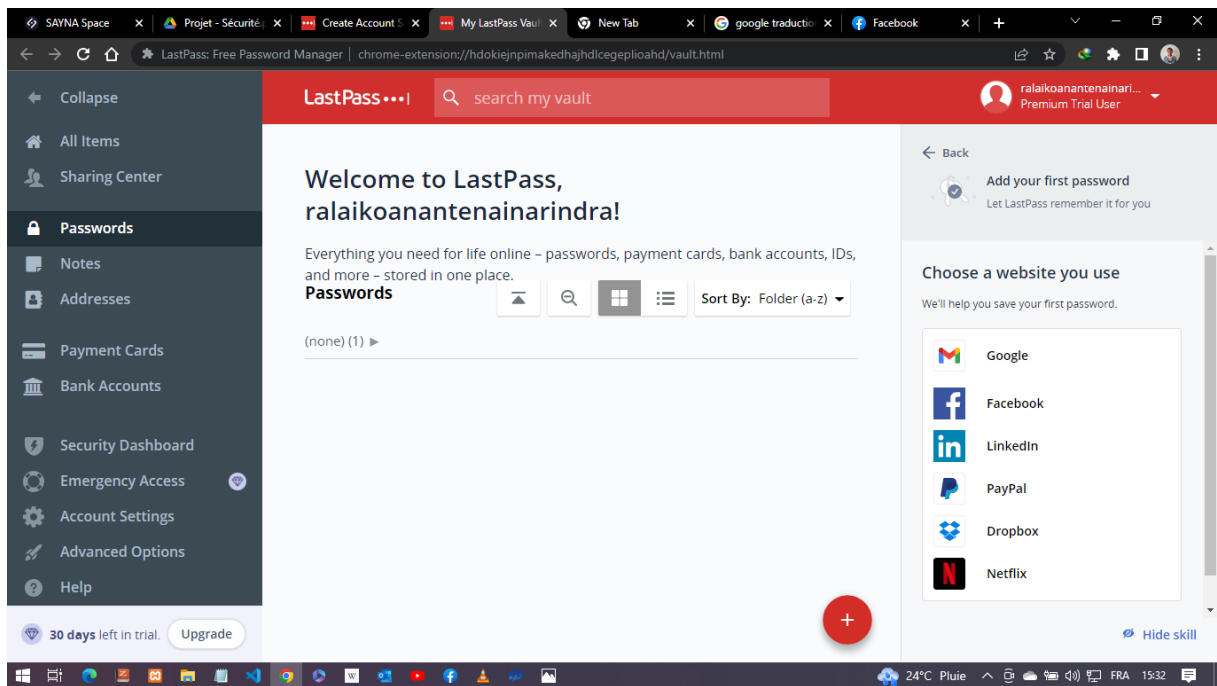 SAYNA Space
Projet - Sécurité.
Create Account S
My LastPass Vaul
New Tab
google traductio
Facebook
LastPass: Free Password Manager | chrome-extension://hdokiejnpimakedhajhdlcegeplioahd/vault.html
Collapse
All Items
Sharing Center
Passwords
Notes
Addresses
Payment Cards
Bank Accounts
Security Dashboard
Emergency Access
Account Settings
Advanced Options
Help
30 days left in trial.
Upgrade
LastPass
search my vault
ralaikoanantenainari...
Premium Trial User
Welcome to LastPass,
ralaikoanantenainarindra!
Everything you need for life online – passwords, payment cards, bank accounts, IDs,
and more – stored in one place.
Passwords
Sort By: Folder (a-z)
(none) (1)
Back
Add your first password
Let LastPass remember it for you
Choose a website you use
We'll help you save your first password.
Google
Facebook
LinkedIn
PayPal
Dropbox
Netflix
Hide skill
24°C Pluie
FRA
15:32